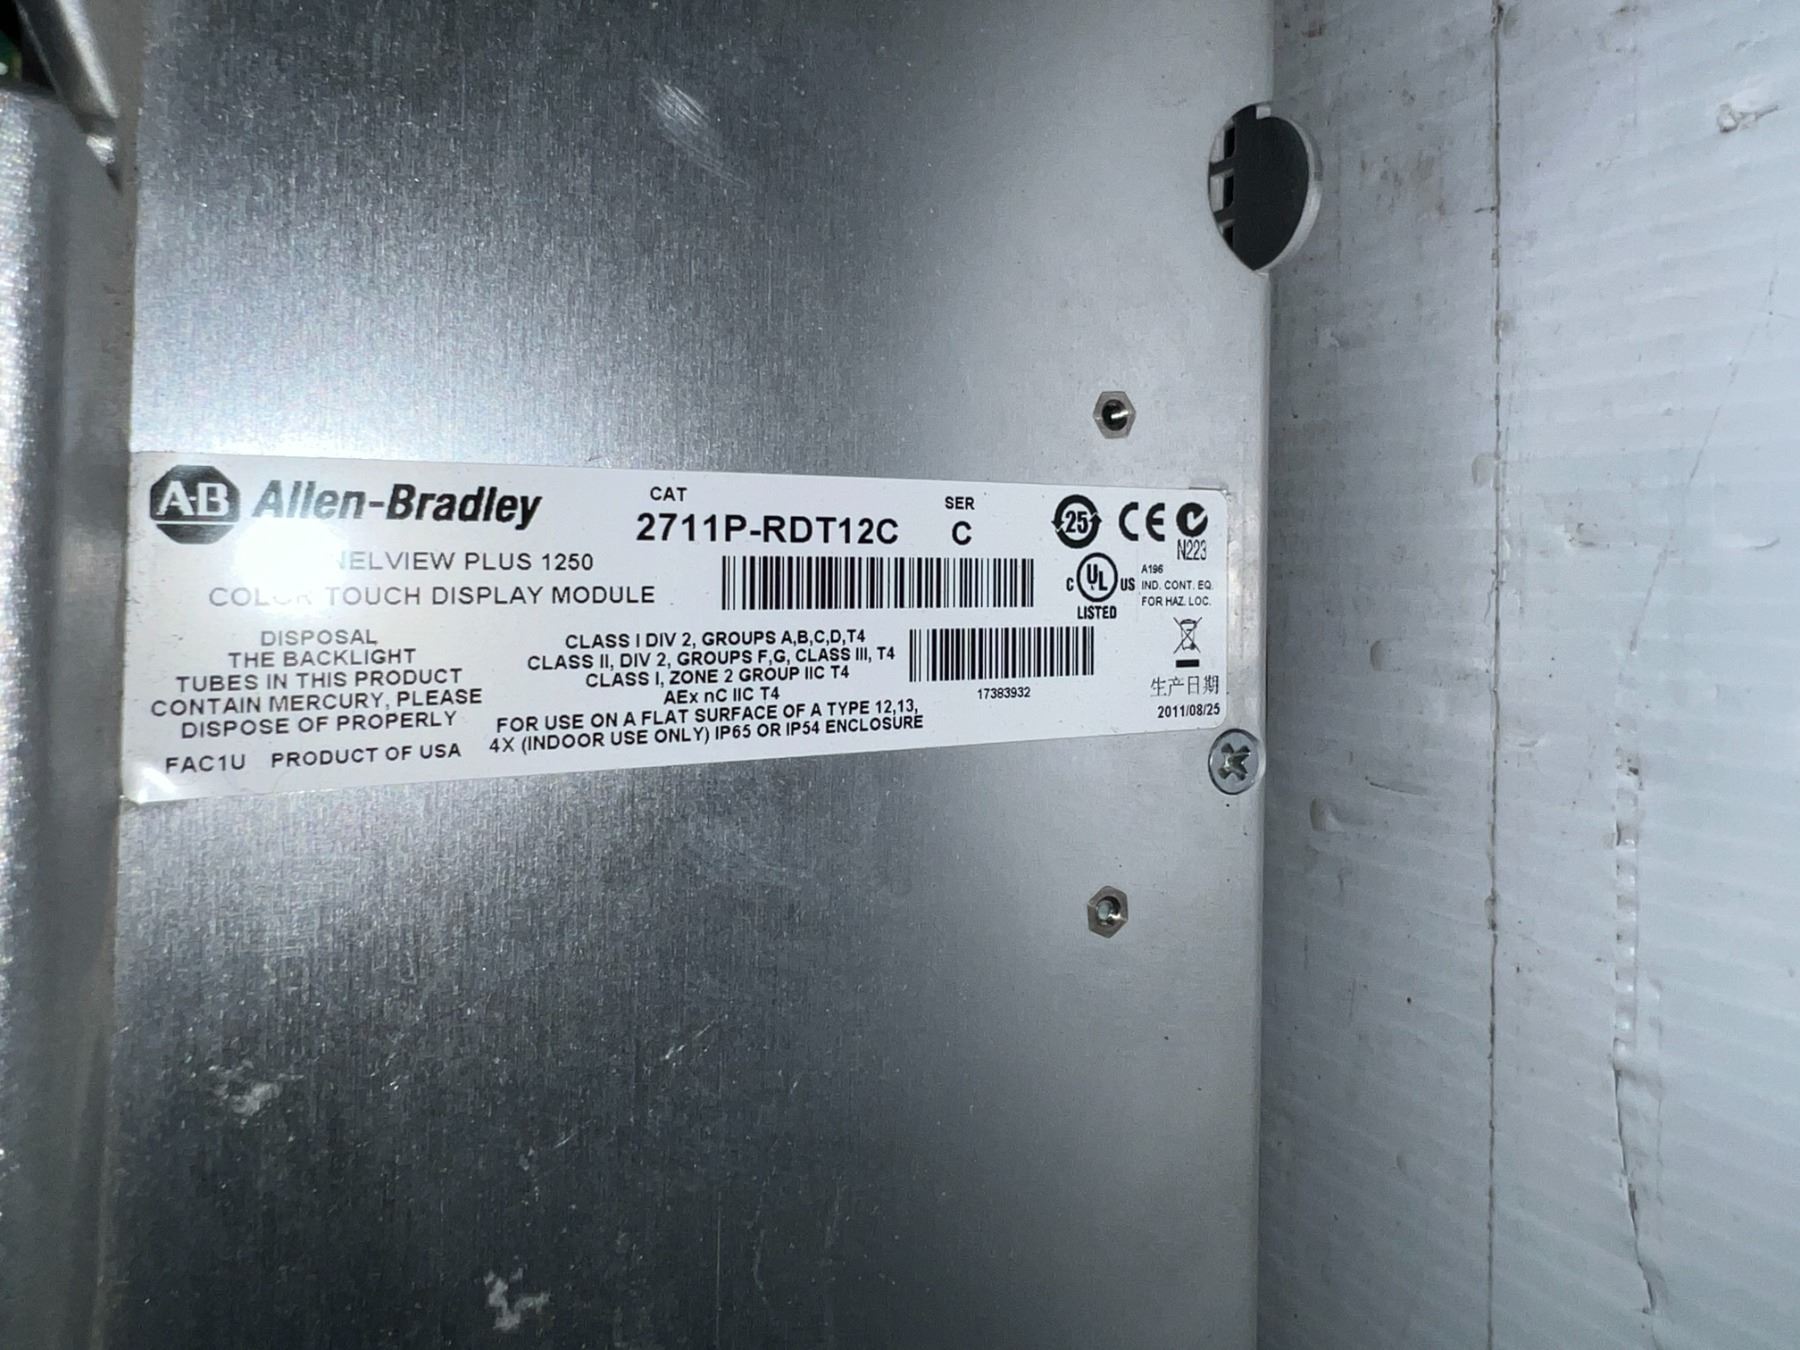 A-B Allen-Bradley
CAT
2711P-RDT12C
SER
C
25
CE
N223
PLUS 1250
TOUCH DISPLAY MODULE
C UL US
LISTED
A196
IND. CONT. EQ.
FOR HAZ. LOC.
DISPOSAL
THE BACKLIGHT
TUBES IN THIS PRODUCT
CONTAIN MERCURY, PLEASE
DISPOSE OF PROPERLY
FAC1U PRODUCT OF USA
CLASS I DIV 2, GROUPS A,B,C,D,T4
CLASS II, DIV 2, GROUPS F,G, CLASS III, T4
CLASS I, ZONE 2 GROUP IIC T4
AEx nC IIC T4
FOR USE ON A FLAT SURFACE OF A TYPE 12,13,
4X (INDOOR USE ONLY) IP65 OR IP54 ENCLOSURE
17383932
生产日期
2011/08/25